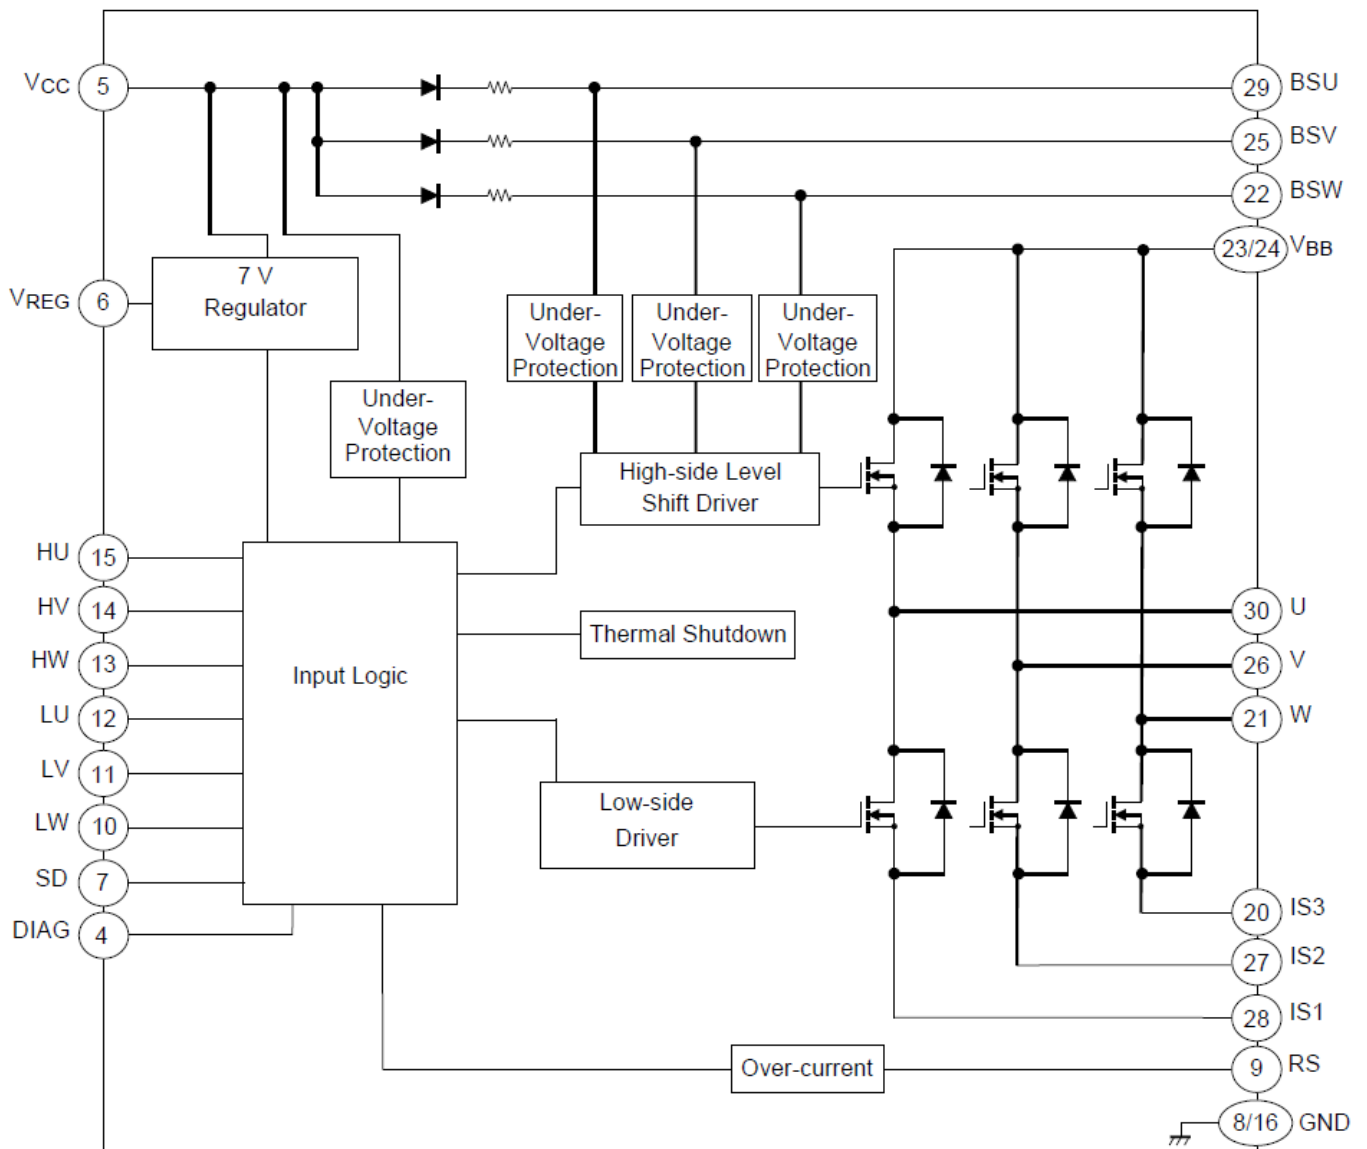 VCC 5
29 BSU
25 BSV
22 BSW
23/24 VBB
VREG 6
7 V
Regulator
Under-
Voltage
Protection
Under-
Voltage
Protection
Under-
Voltage
Protection
Under-
Voltage
Protection
High-side Level
Shift Driver
HU 15
HV 14
HW 13
LU 12
LV 11
LW 10
SD 7
DIAG 4
Input Logic
Thermal Shutdown
Low-side
Driver
30 U
26 V
21 W
20 IS3
27 IS2
28 IS1
Over-current
9 RS
8/16 GND